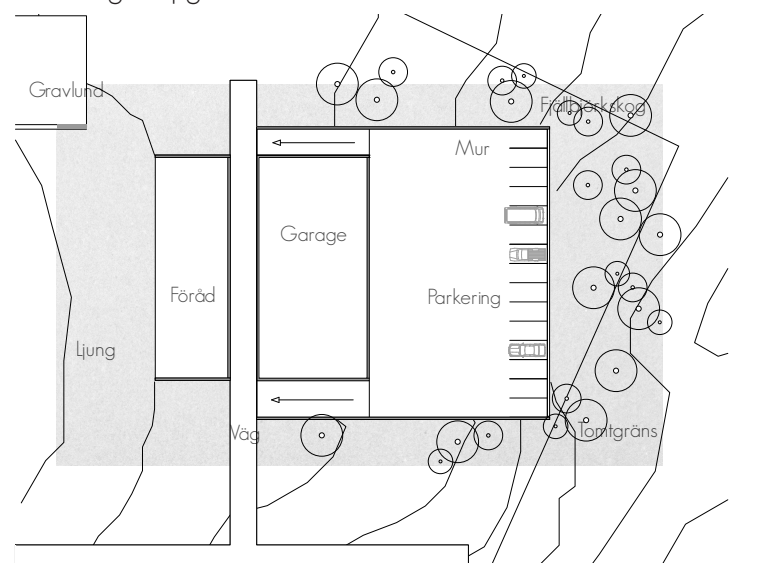 Gravlund
Fjällbjörkskog
Mur
Garage
Föråd
Parkering
Ljung
Väg
Tomtgräns